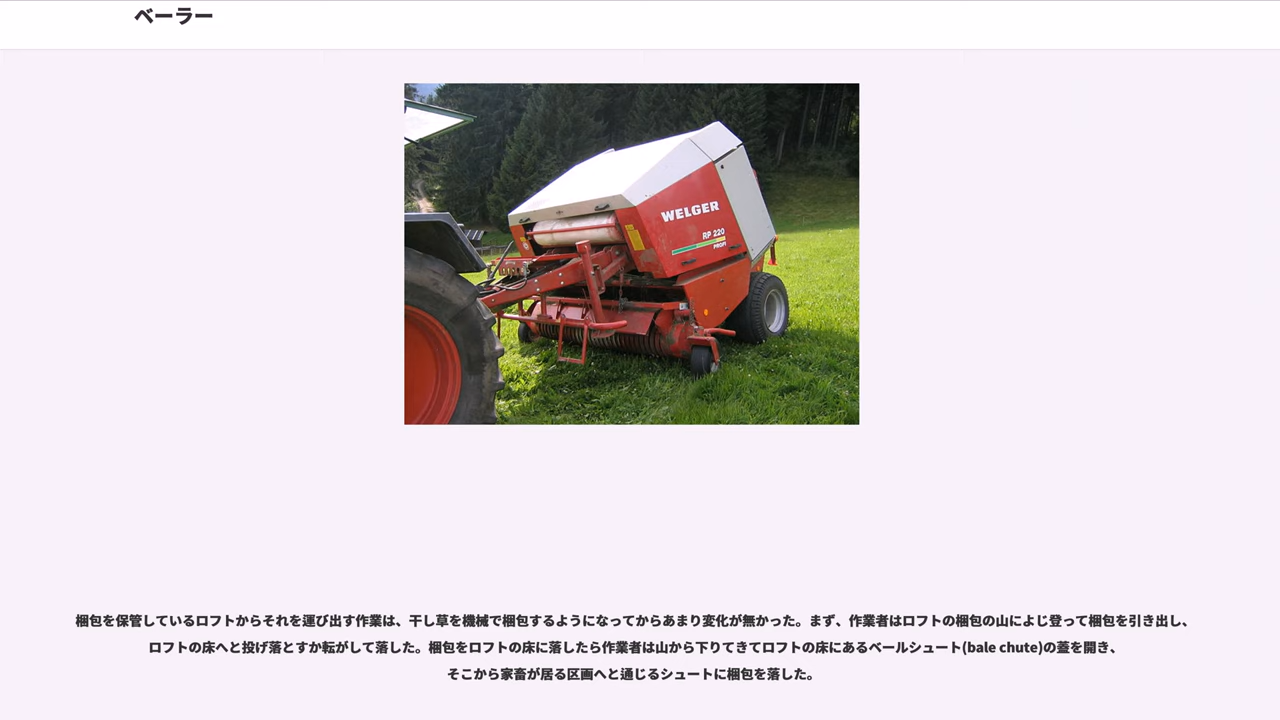 ベーラー
WELGER
RP 220
PROFI
梱包を保管しているロフトからそれを運び出す作業は、干し草を機械で梱包するようになってからあまり変化が無かった。まず、作業者はロフトの梱包の山によじ登って梱包を引き出し、
ロフトの床へと投げ落とすか転がして落した。梱包をロフトの床に落したら作業者は山から下りてきてロフトの床にあるベールシュート(bale chute)の蓋を開き、
そこから家畜が居る区画へと通じるシュートに梱包を落した。